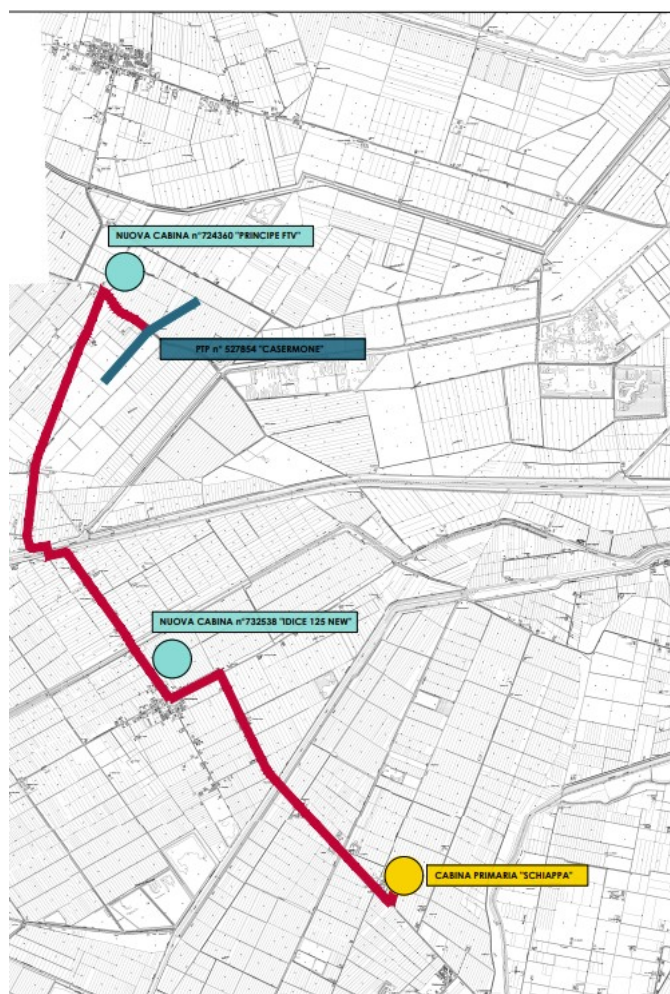 NUOVA CABINA n°724360 "PRINCIPE FTV"
PTP n° 527854 "CASERMONE"
NUOVA CABINA n°732538 "IDICE 125 NEW"
CABINA PRIMARIA "SCHIAPPA"